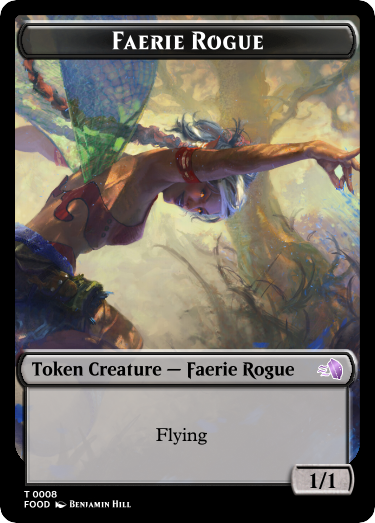 Faerie Rogue
Token Creature — Faerie Rogue
Flying
1/1
T 0008
FOOD Benjamin Hill